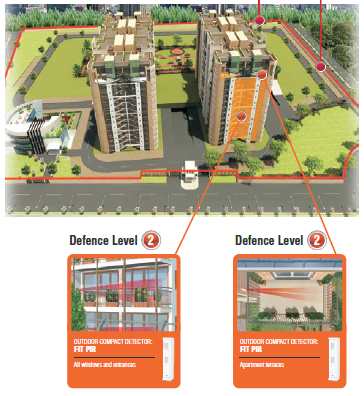 Defence Level 2
OUTDOOR COMPACT DETECTOR:
FIT PIR
All windows and entrances
Defence Level 2
OUTDOOR COMPACT DETECTOR:
FIT PIR
Apartment terraces